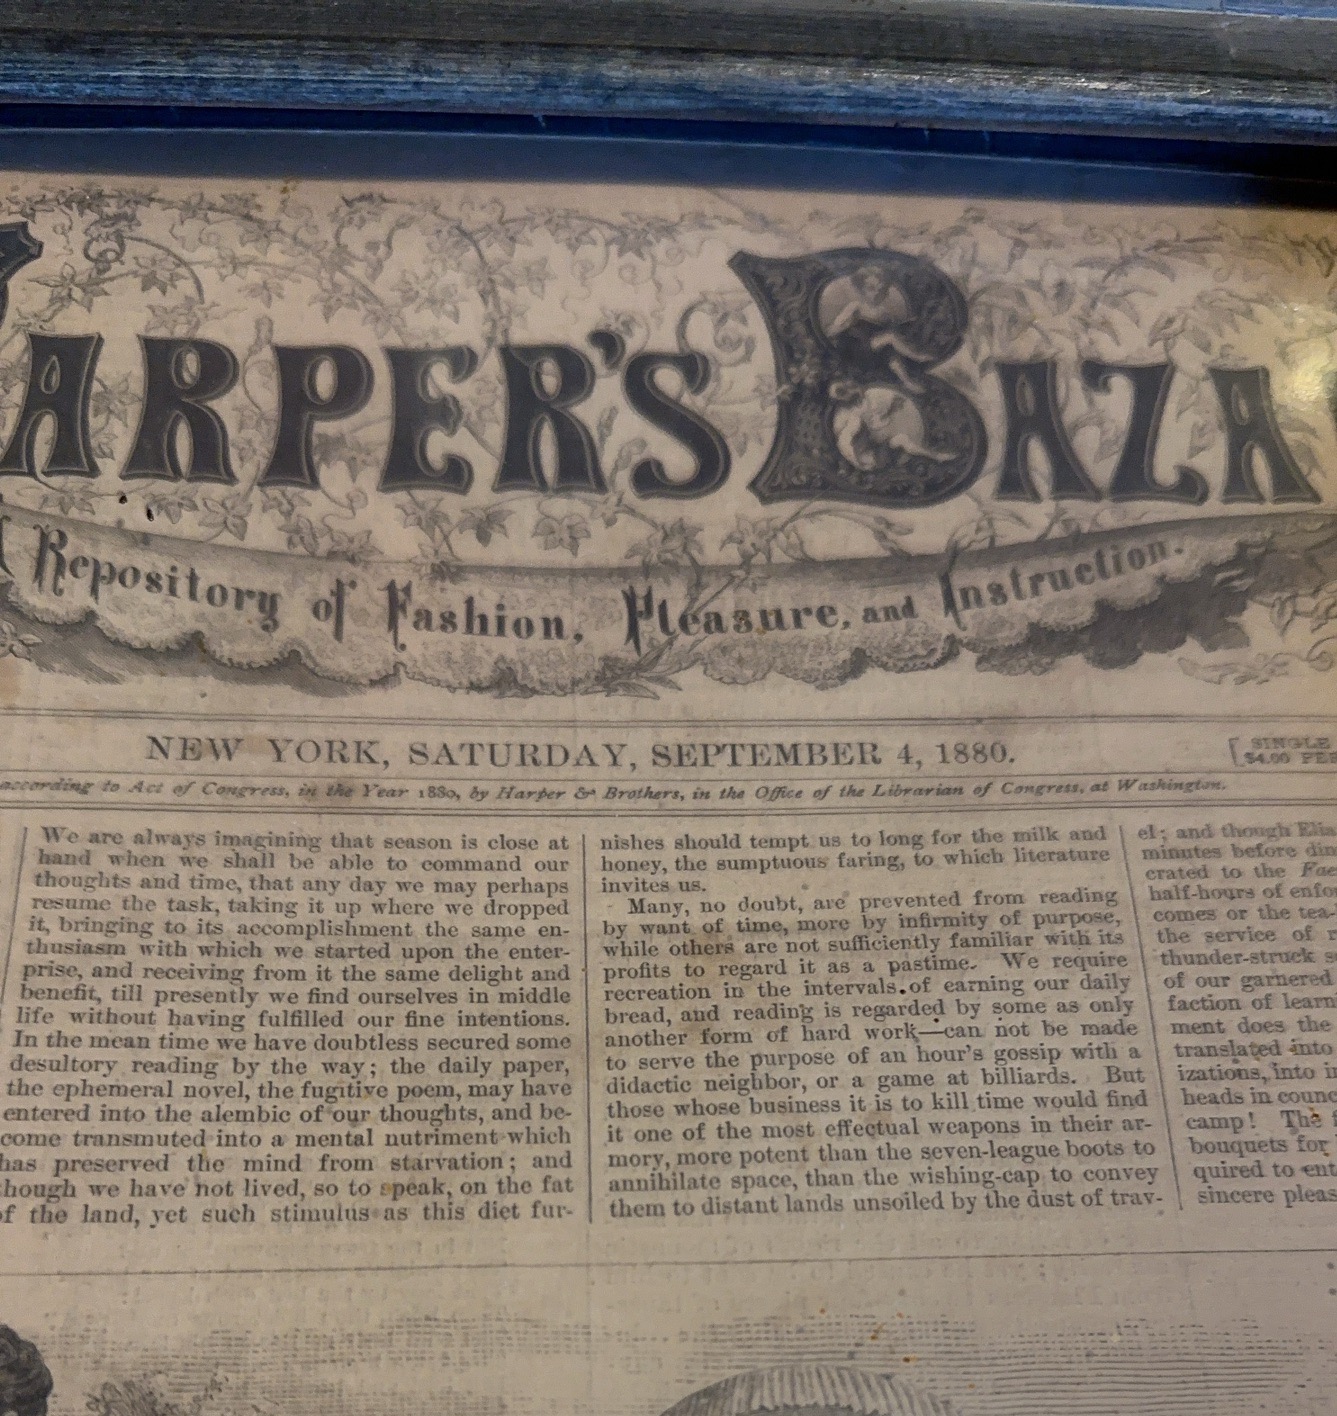 HARPER'S BAZA
A Repository of Fashion, Pleasure, and Instruction.
NEW YORK, SATURDAY, SEPTEMBER 4, 1880.
[ SINGLE
$4.00 PER
according to Act of Congress, in the Year 1880, by Harper & Brothers, in the Office of the Librarian of Congress, at Washington.
We are always imagining that season is close at
hand when we shall be able to command our
thoughts and time, that any day we may perhaps
resume the task, taking it up where we dropped
it, bringing to its accomplishment the same en-
thusiasm with which we started upon the enter-
prise, and receiving from it the same delight and
benefit, till presently we find ourselves in middle
life without having fulfilled our fine intentions.
In the mean time we have doubtless secured some
desultory reading by the way; the daily paper,
the ephemeral novel, the fugitive poem, may have
entered into the alembic of our thoughts, and be-
come transmuted into a mental nutriment which
has preserved the mind from starvation; and
though we have not lived, so to speak, on the fat
of the land, yet such stimulus as this diet fur-
nishes should tempt us to long for the milk and
honey, the sumptuous faring, to which literature
invites us.
Many, no doubt, are prevented from reading
by want of time, more by infirmity of purpose,
while others are not sufficiently familiar with its
profits to regard it as a pastime. We require
recreation in the intervals of earning our daily
bread, and reading is regarded by some as only
another form of hard work—can not be made
to serve the purpose of an hour's gossip with a
didactic neighbor, or a game at billiards. But
those whose business it is to kill time would find
it one of the most effectual weapons in their ar-
mory, more potent than the seven-league boots to
annihilate space, than the wishing-cap to convey
them to distant lands unsoiled by the dust of trav-
el; and though
minutes before din
crated to the Fae
half-hours of enfo
comes or the tea-
the service of
thunder-struck
of our garnered
faction of learn
ment does the
translated into
izations, into
heads in counc
camp! The
bouquets for
quired to ent
sincere pleas